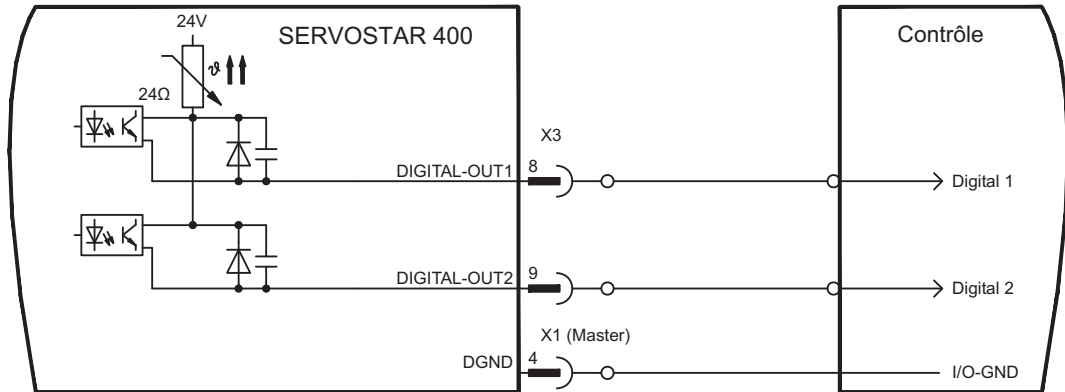 24V
SERVOSTAR 400
Contrôle
ϑ
24Ω
X3
DIGITAL-OUT1
8
Digital 1
DIGITAL-OUT2
9
Digital 2
X1 (Master)
DGND
4
I/O-GND